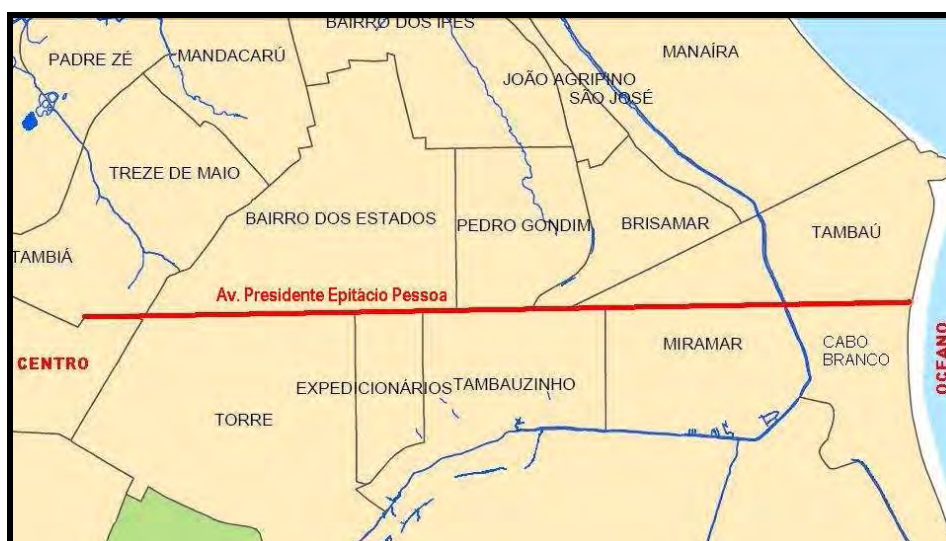 BAIRRO DOS IPÊS
PADRE ZÉ
MANDACARÚ
MANAÍRA
JOÃO AGRIPINO
SÃO JOSÉ
TREZE DE MAIO
BAIRRO DOS ESTADOS
PEDRO GONDIM
BRISAMAR
TAMBAÚ
TAMBIÁ
Av. Presidente Epitácio Pessoa
CENTRO
EXPEDICIONÁRIOS
TAMBAUZINHO
MIRAMAR
CABO
BRANCO
OCEANO
TORRE